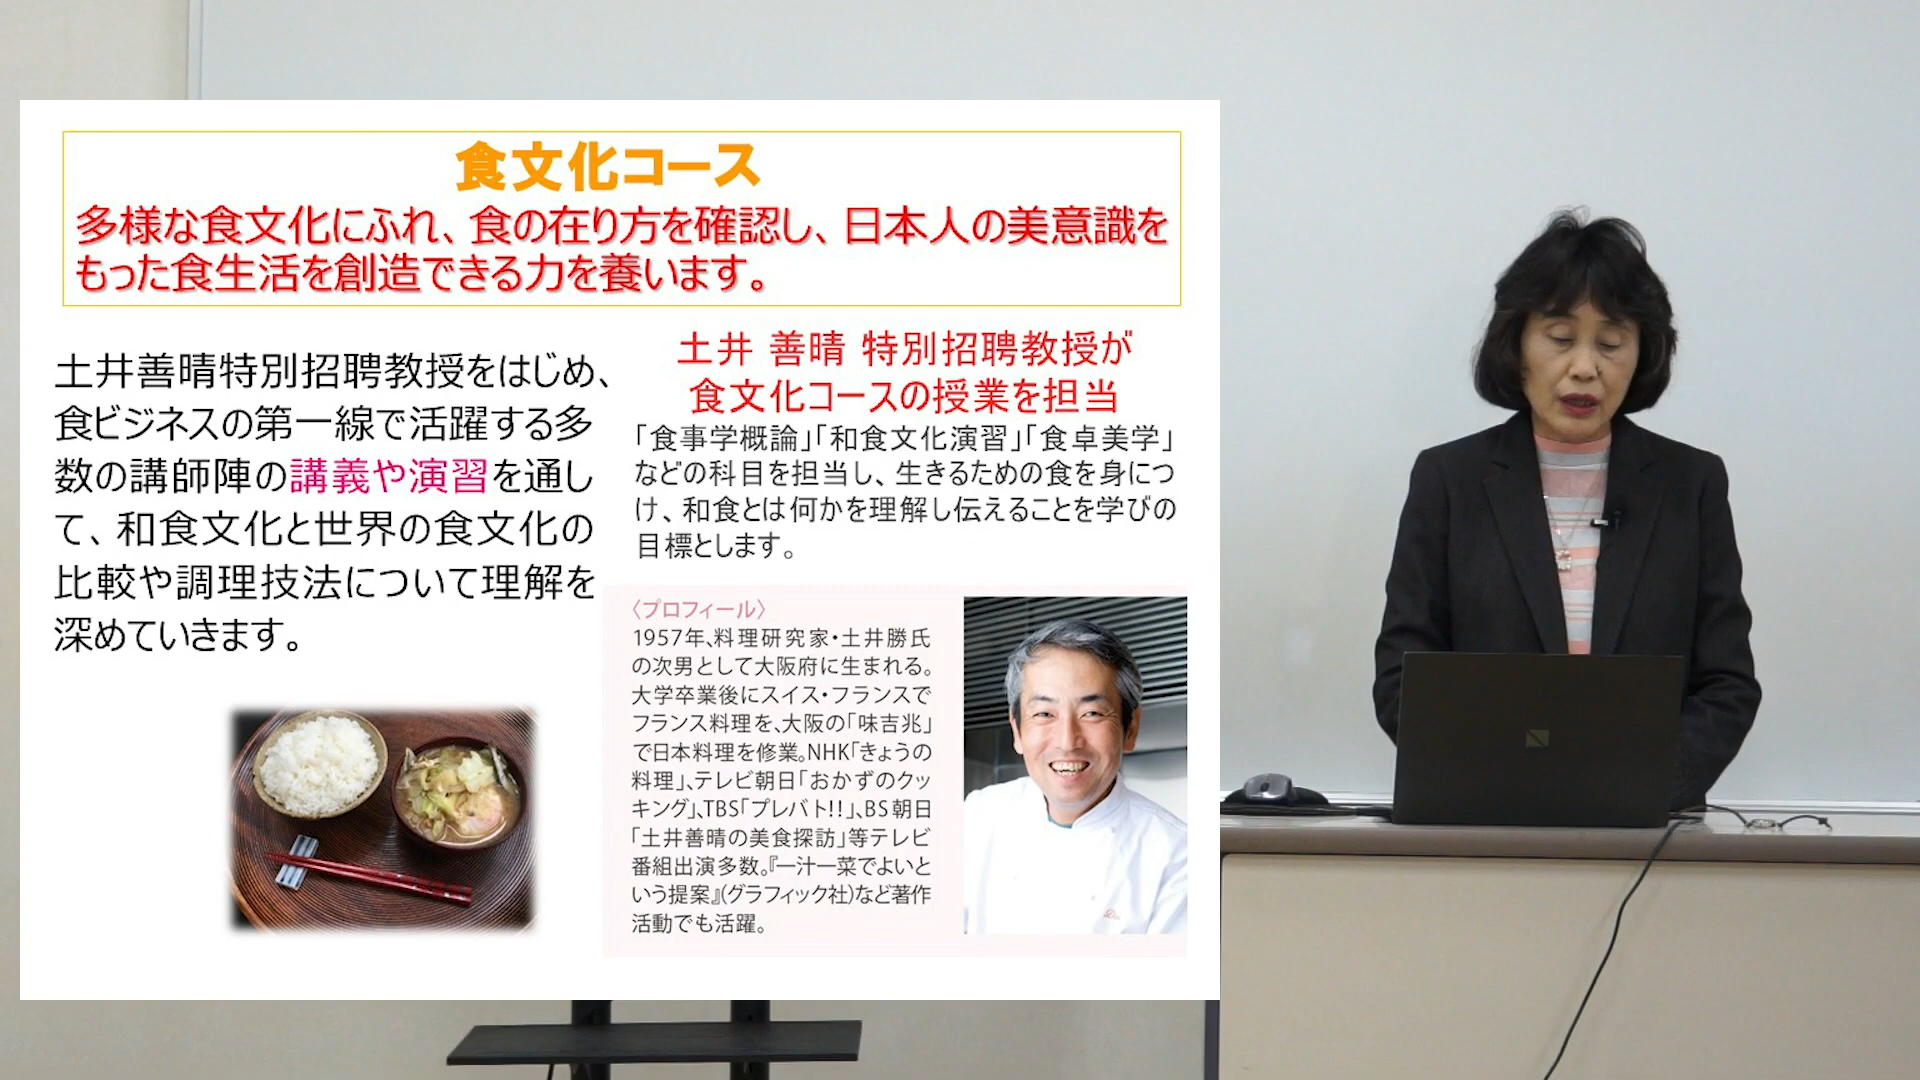 食文化コース
多様な食文化にふれ、食の在り方を確認し、日本人の美意識を
もった食生活を創造できる力を養います。
土井善晴特別招聘教授をはじめ、
食ビジネスの第一線で活躍する多
数の講師陣の講義や演習を通し
て、和食文化と世界の食文化の
比較や調理技法について理解を
深めていきます。
土井 善晴 特別招聘教授が
食文化コースの授業を担当
「食事学概論」「和食文化演習」「食卓美学」
などの科目を担当し、生きるための食を身につ
け、和食とは何かを理解し伝えることを学びの
目標とします。
〈プロフィール〉
1957年、料理研究家・土井勝氏
の次男として大阪府に生まれる。
大学卒業後にスイス・フランスで
フランス料理を、大阪の「味吉兆」
で日本料理を修業。NHK「きょうの
料理」、テレビ朝日「おかずのクッ
キング」、TBS「プレバト!!」、BS朝日
「土井善晴の美食探訪」等テレビ
番組出演多数。『一汁一菜でよいと
いう提案』(グラフィック社)など著作
活動でも活躍。